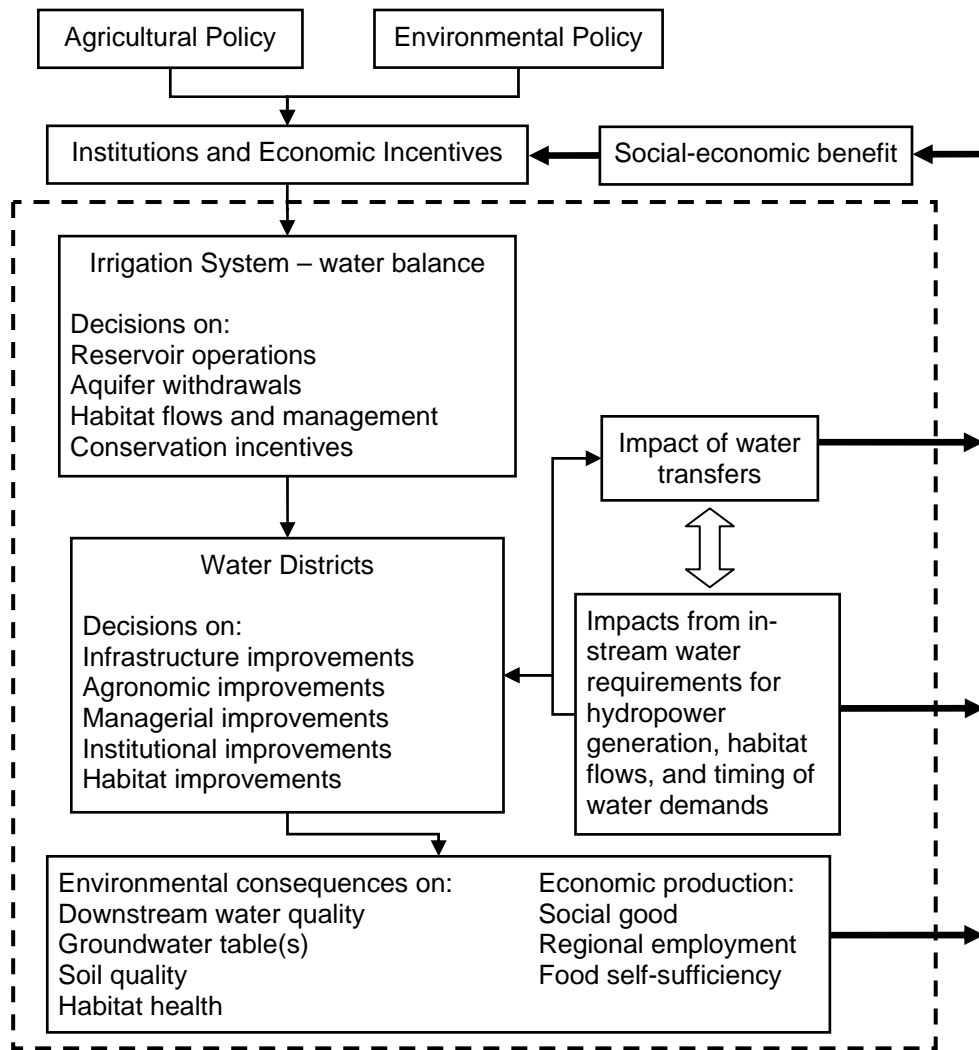 Agricultural Policy
Environmental Policy
Institutions and Economic Incentives
Social-economic benefit
Irrigation System – water balance
Decisions on:
Reservoir operations
Aquifer withdrawals
Habitat flows and management
Conservation incentives
Impact of water
transfers
Water Districts
Decisions on:
Infrastructure improvements
Agronomic improvements
Managerial improvements
Institutional improvements
Habitat improvements
Impacts from in-
stream water
requirements for
hydropower
generation, habitat
flows, and timing of
water demands
Environmental consequences on:
Downstream water quality
Groundwater table(s)
Soil quality
Habitat health
Economic production:
Social good
Regional employment
Food self-sufficiency